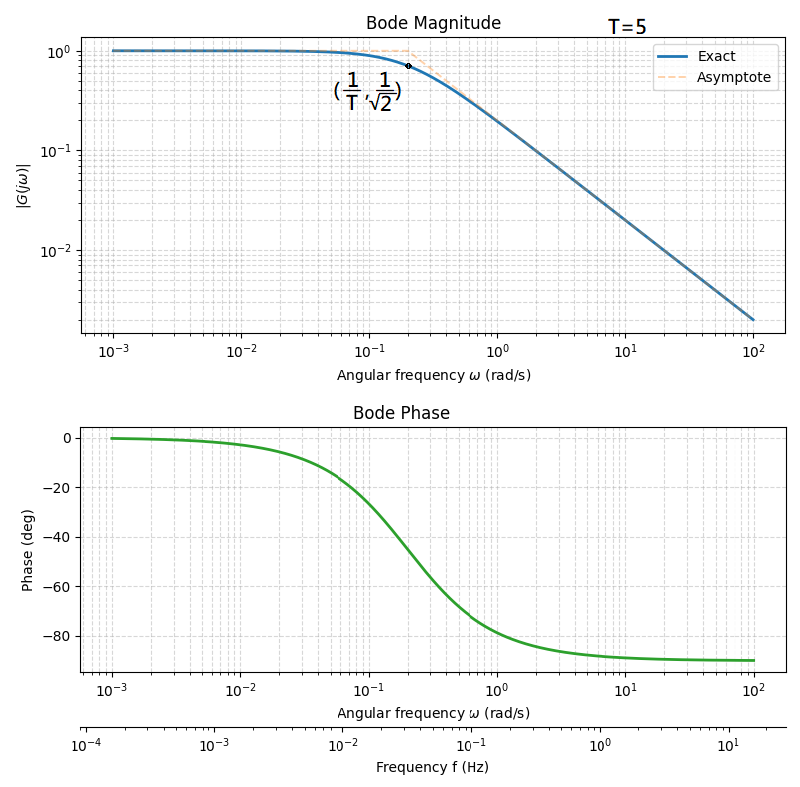 Bode Magnitude
T=5
10⁰
10⁻¹
10⁻²
|G(jω)|
Exact
Asymptote
(1/T,1/√2)
10⁻³ 10⁻² 10⁻¹ 10⁰ 10¹ 10²
Angular frequency ω (rad/s)
Bode Phase
0
−20
−40
−60
−80
Phase (deg)
10⁻³ 10⁻² 10⁻¹ 10⁰ 10¹ 10²
Angular frequency ω (rad/s)
10⁻⁴ 10⁻³ 10⁻² 10⁻¹ 10⁰ 10¹
Frequency f (Hz)